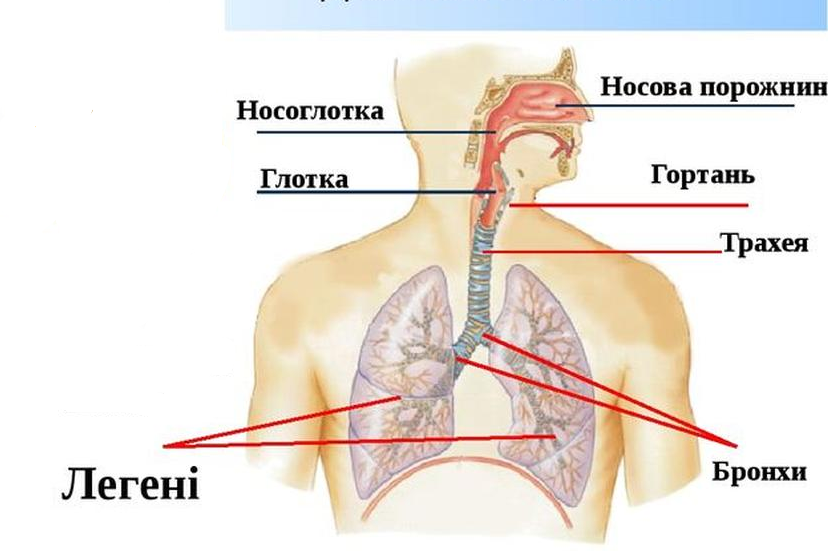 Носова порожнин
Носоглотка
Глотка
Гортань
Трахея
Легені
Бронхи